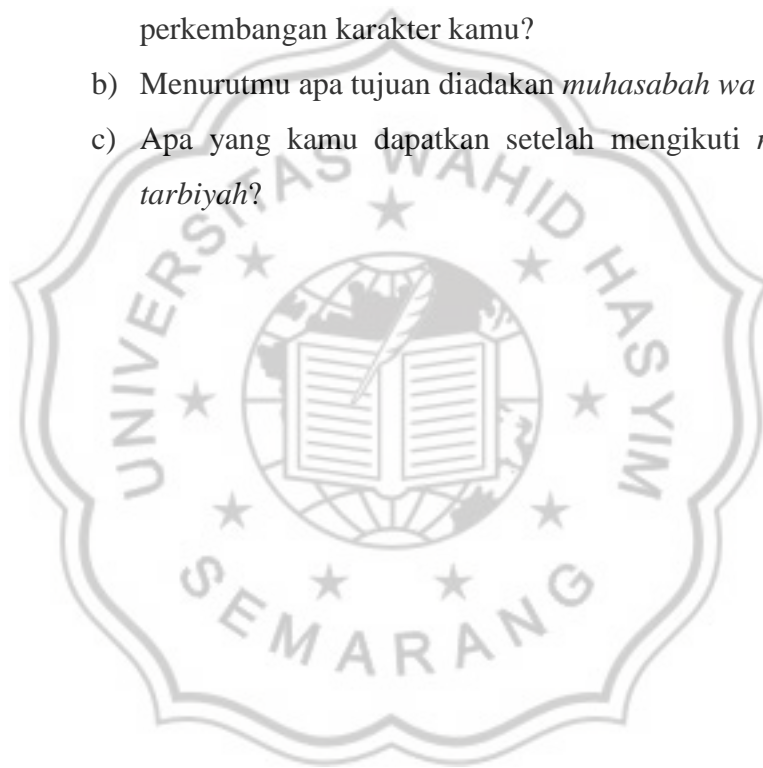 perkembangan karakter kamu?
b) Menurutmu apa tujuan diadakan muhasabah wa
c) Apa yang kamu dapatkan setelah mengikuti
tarbiyah?
UNIVERSITAS WAHID HASYIM
SEMARANG